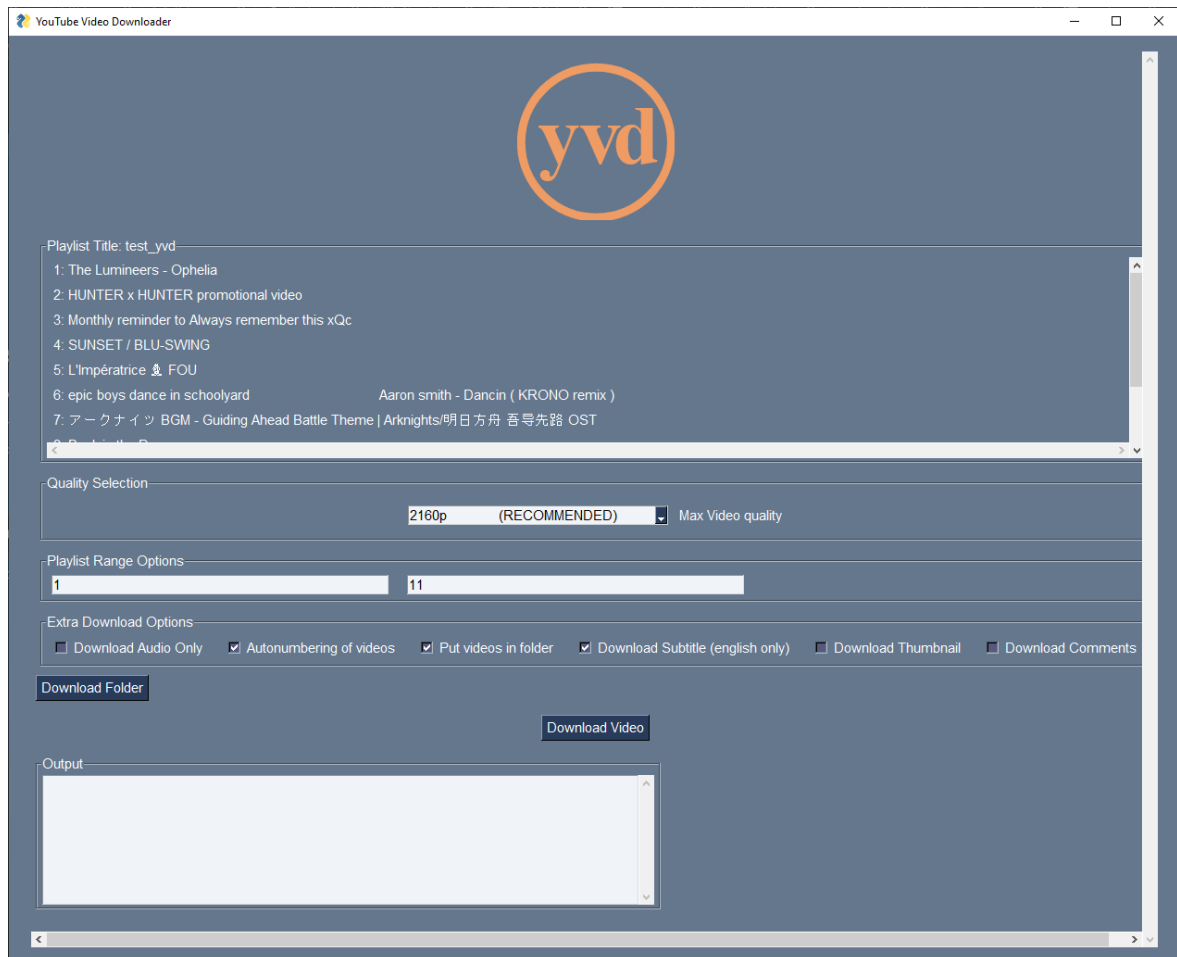 YouTube Video Downloader
yvd
Playlist Title: test_yvd
1: The Lumineers - Ophelia
2: HUNTER x HUNTER promotional video
3: Monthly reminder to Always remember this xQc
4: SUNSET / BLU-SWING
5: L'Impératrice FOU
6: epic boys dance in schoolyard Aaron smith - Dancin ( KRONO remix )
7: アークナイツ BGM - Guiding Ahead Battle Theme | Arknights/明日方舟 吾导先路 OST
Quality Selection
2160p (RECOMMENDED) Max Video quality
Playlist Range Options
1 11
Extra Download Options
Download Audio Only Autonumbering of videos Put videos in folder Download Subtitle (english only) Download Thumbnail Download Comments
Download Folder
Download Video
Output